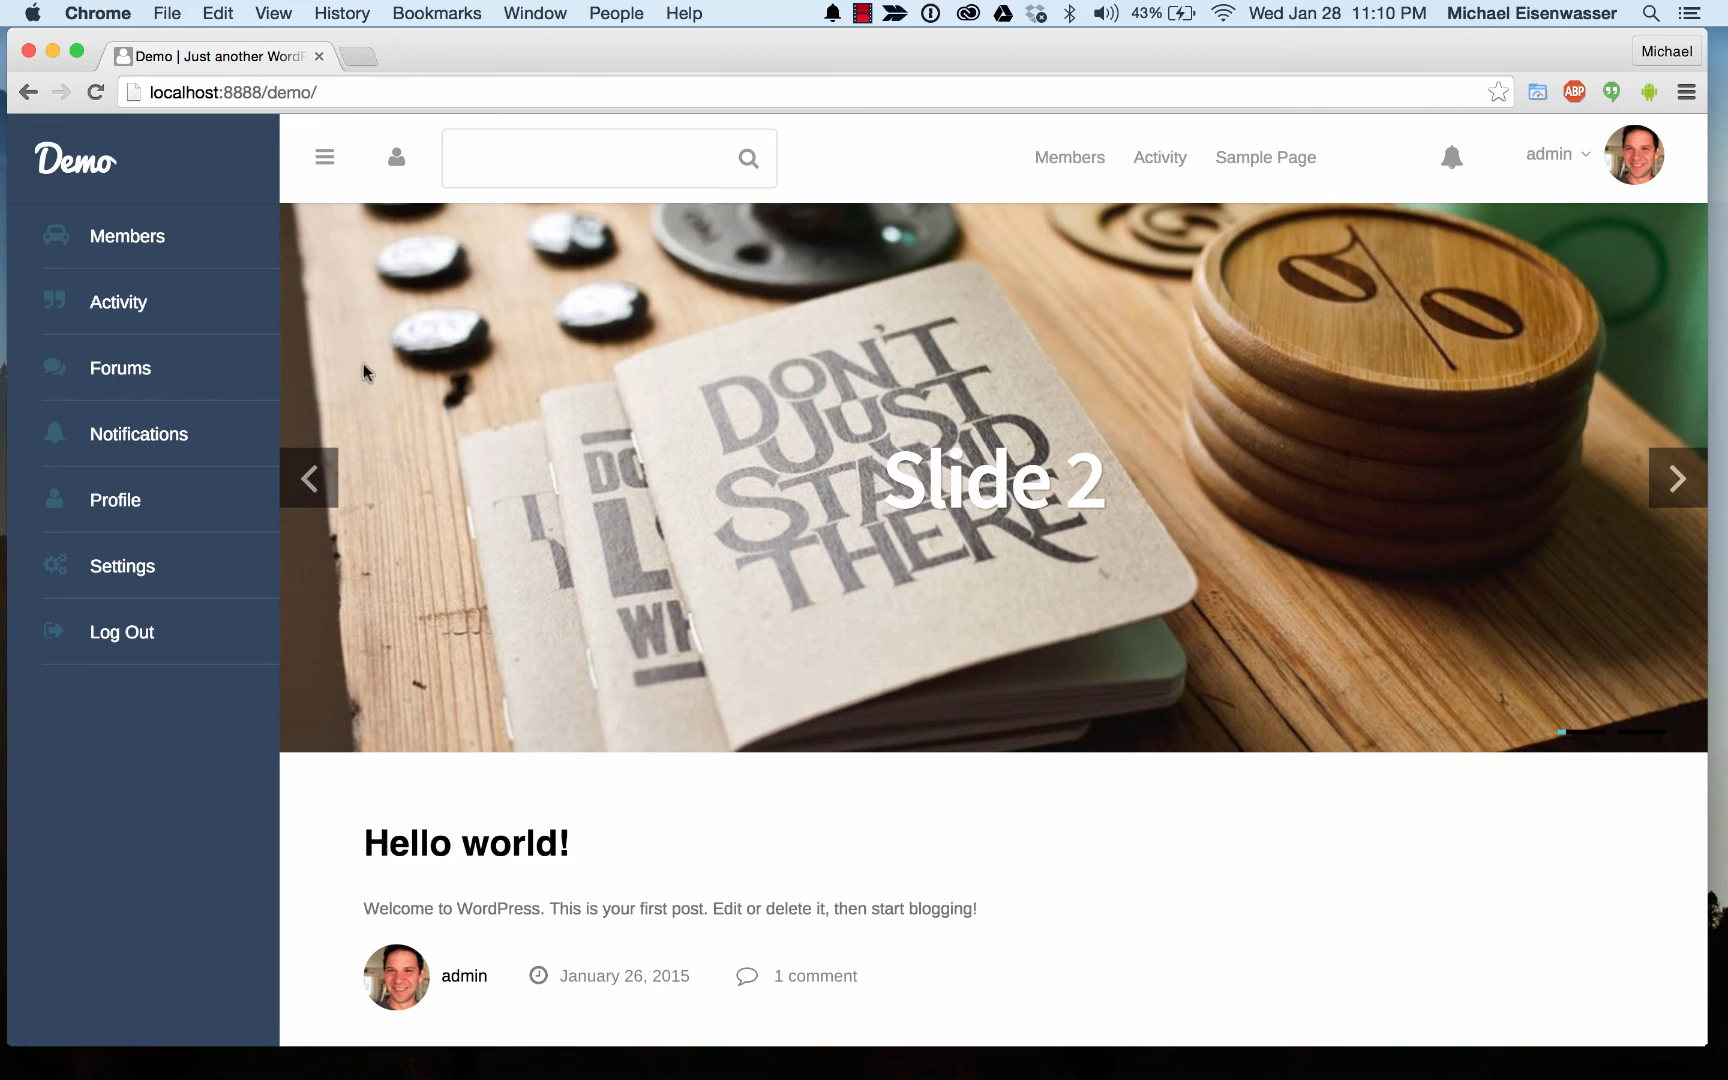 Chrome File Edit View History Bookmarks Window People Help 43% Wed Jan 28 11:10 PM Michael Eisenwasser
Demo | Just another Word
Michael
localhost:8888/demo/
ABP
Demo
Members Activity Sample Page
admin
Members
Activity
Forums
Notifications
Profile
Settings
Log Out
DON'T
JUST
STAND
THERE
DO
WH
%
Slide 2
Hello world!
Welcome to WordPress. This is your first post. Edit or delete it, then start blogging!
admin January 26, 2015 1 comment